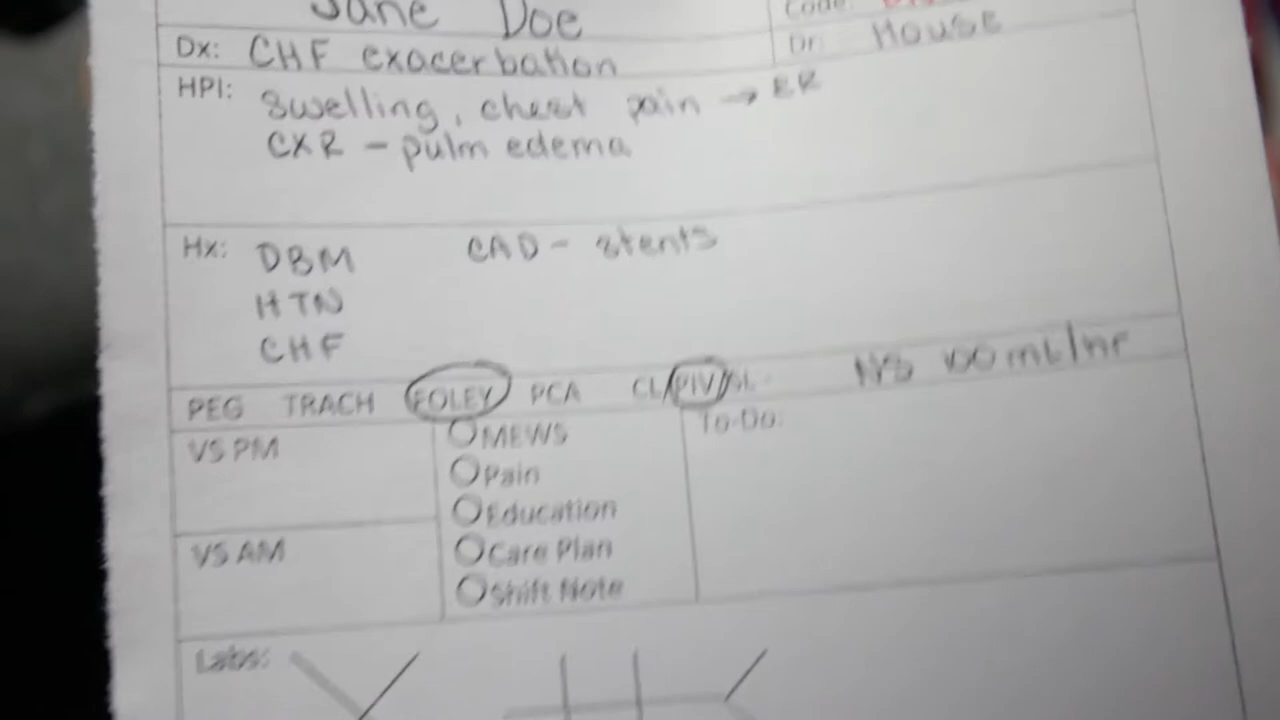 Jane Doe
Code:
Dx: CHF exacerbation
Dr: House
HPI: swelling, chest pain → ER
CXR - pulm edema
Hx: DBM CAD - stents
HTN
CHF
PEG TRACH FOLEY PCA CL/PIV/SL NS 100 mL/hr
VS PM
MEWS
To-Do:
Pain
Education
VS AM
Care Plan
Shift Note
Labs: